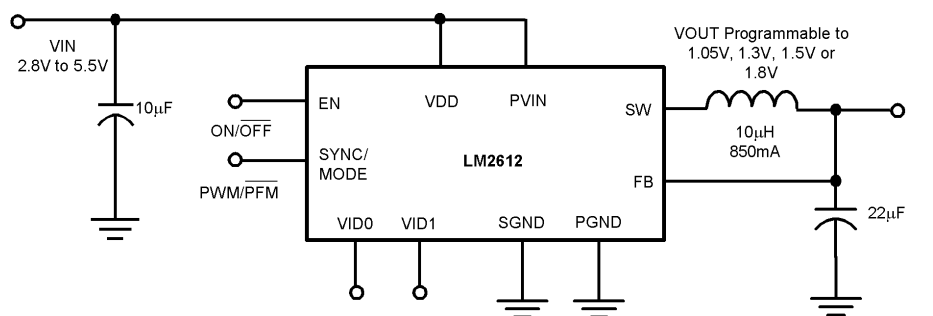 VIN
2.8V to 5.5V
10μF
ON/OFF
PWM/PFM
EN
VDD
PVIN
SW
SYNC/
MODE
LM2612
FB
VID0
VID1
SGND
PGND
VOUT Programmable to
1.05V, 1.3V, 1.5V or
1.8V
10μH
850mA
22μF